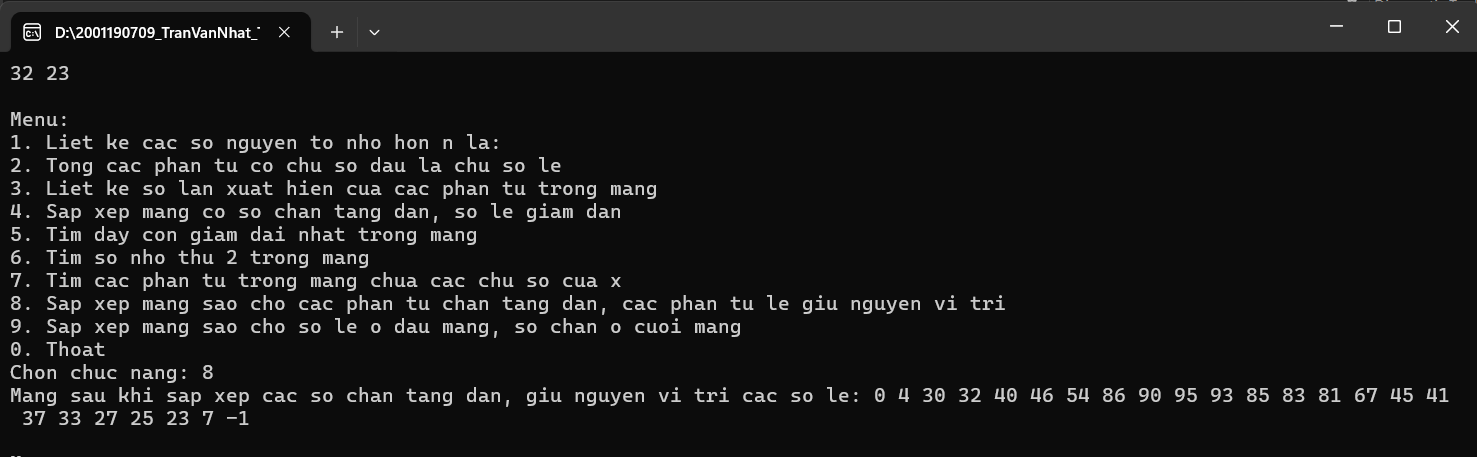 D:\2001190709_TranVanNhat_
32 23
Menu:
1. Liet ke cac so nguyen to nho hon n la:
2. Tong cac phan tu co chu so dau la chu so le
3. Liet ke so lan xuat hien cua cac phan tu trong mang
4. Sap xep mang co so chan tang dan, so le giam dan
5. Tim day con giam dai nhat trong mang
6. Tim so nho thu 2 trong mang
7. Tim cac phan tu trong mang chua cac chu so cua x
8. Sap xep mang sao cho cac phan tu chan tang dan, cac phan tu le giu nguyen vi tri
9. Sap xep mang sao cho so le o dau mang, so chan o cuoi mang
0. Thoat
Chon chuc nang: 8
Mang sau khi sap xep cac so chan tang dan, giu nguyen vi tri cac so le: 0 4 30 32 40 46 54 86 90 95 93 85 83 81 67 45 41
37 33 27 25 23 7 -1